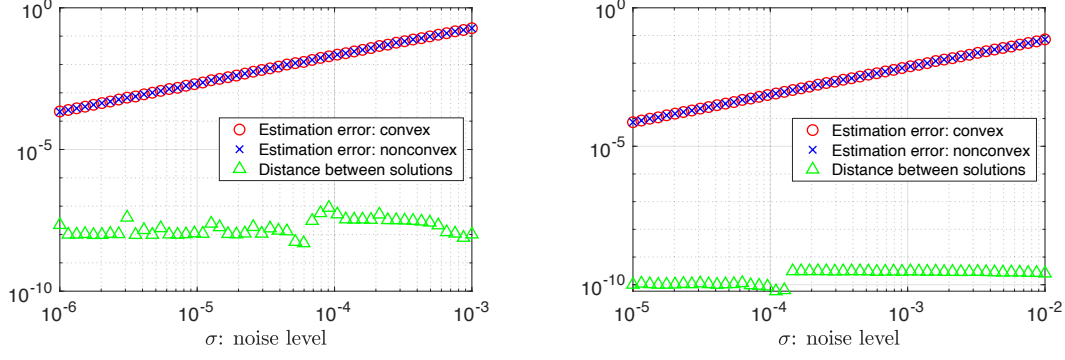 10^0
10^-5
10^-10
10^-6
10^-5
10^-4
10^-3
σ: noise level
Estimation error: convex
Estimation error: nonconvex
Distance between solutions
10^0
10^-5
10^-10
10^-5
10^-4
10^-3
10^-2
σ: noise level
Estimation error: convex
Estimation error: nonconvex
Distance between solutions